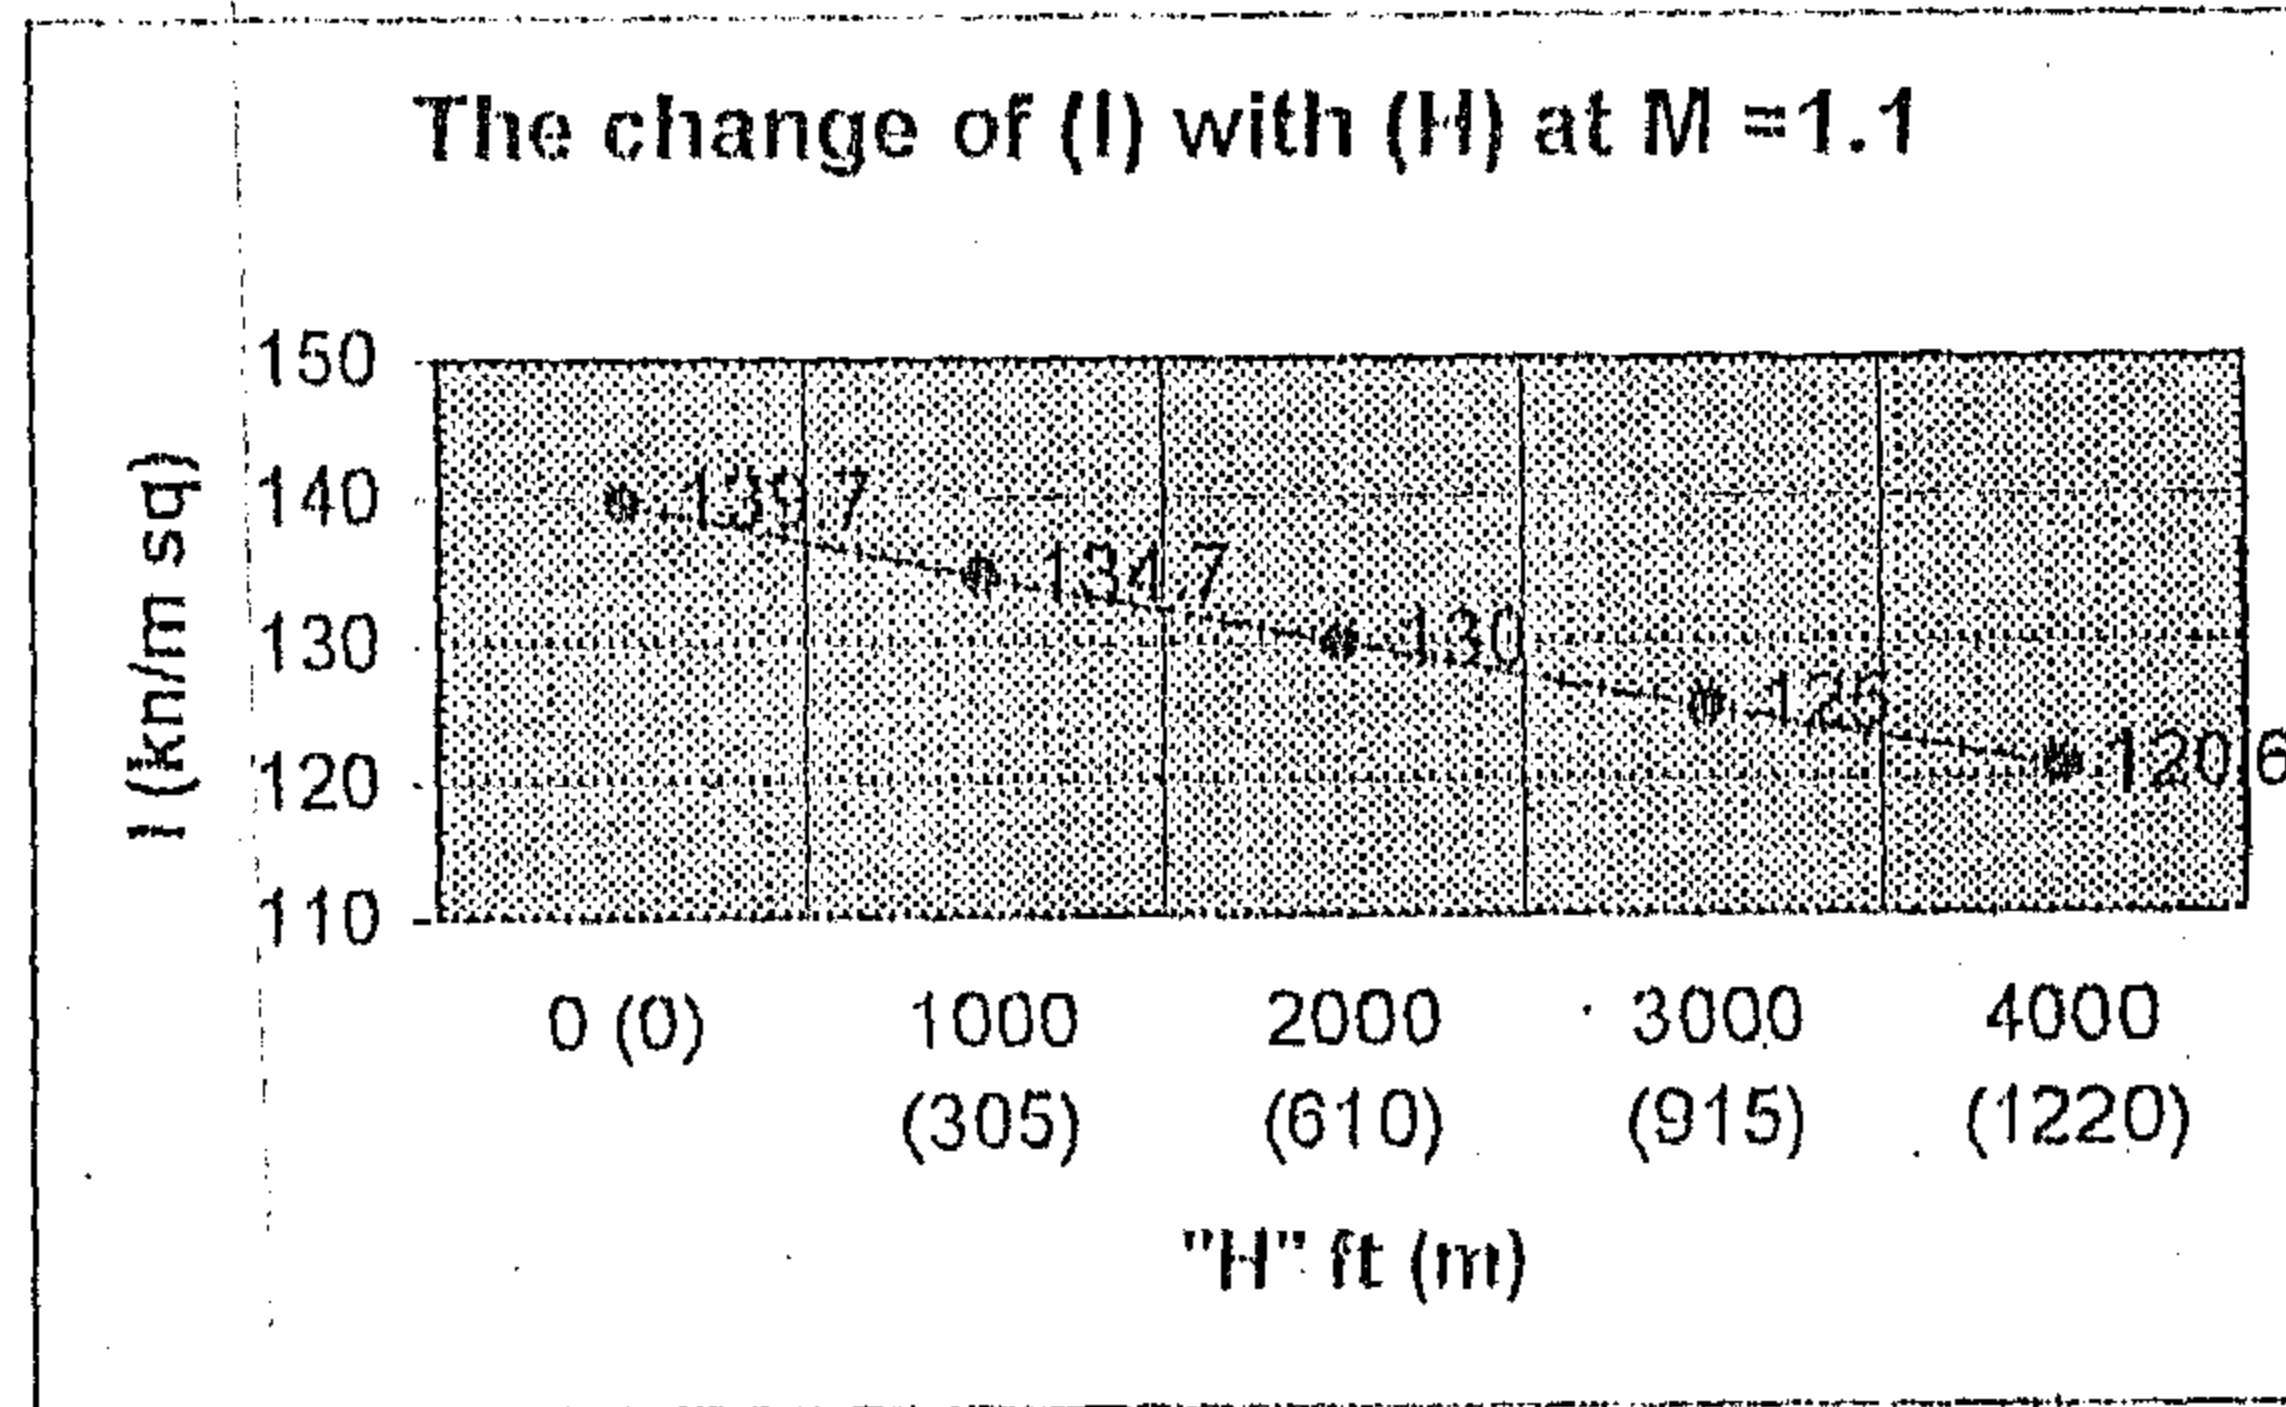 The change of (I) with (H) at M =1.1
I (kn/m sq)
150
140
130
120
110
139.7
134.7
130
125
120.6
0 (0) 1000 2000 3000 4000
(305) (610) (915) (1220)
"H" ft (m)